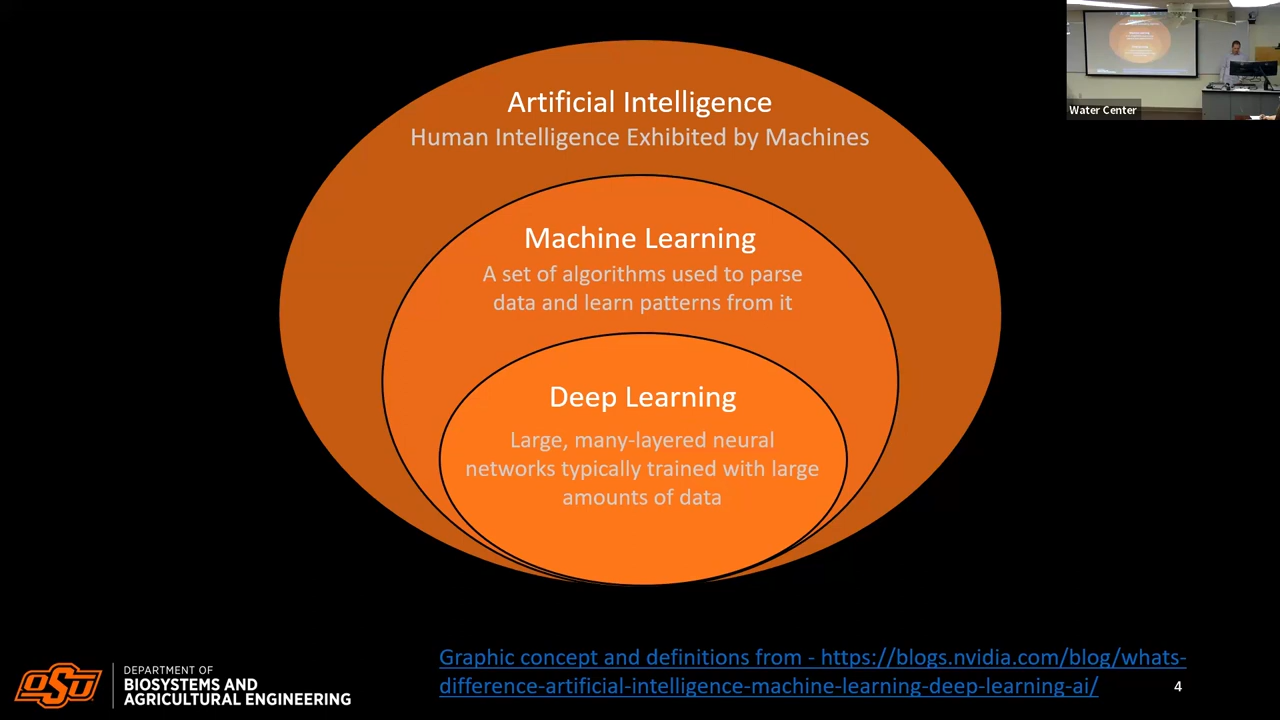 Water Center
Artificial Intelligence
Human Intelligence Exhibited by Machines
Machine Learning
A set of algorithms used to parse
data and learn patterns from it
Deep Learning
Large, many-layered neural
networks typically trained with large
amounts of data
OSU
DEPARTMENT OF
BIOSYSTEMS AND
AGRICULTURAL ENGINEERING
Graphic concept and definitions from - https://blogs.nvidia.com/blog/whats-
difference-artificial-intelligence-machine-learning-deep-learning-ai/
4